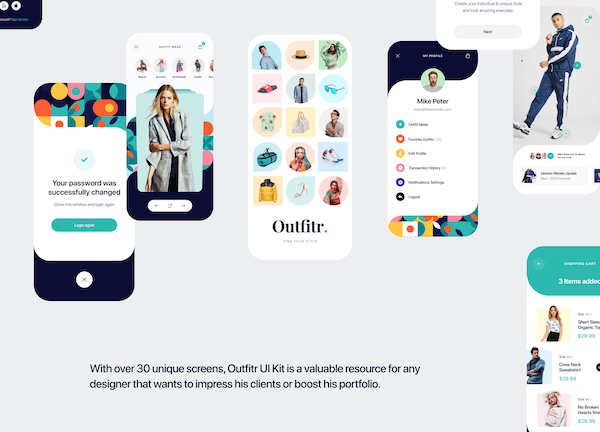 Create your individual & unique style
and look amazing everyday
Next
OUTFIT IDEAS
MY PROFILE
Mike Peter
Outfit Ideas
Favorite Outfits
Edit Profile
Transaction History
Notifications Settings
Logout
Your password was
successfully changed
Close this window and login again
Login again
Outfitr.
FIND YOUR STYLE
Hoxton Woven Jacket
SHOPPING CART
3 Items added
Size: M, L
Short Sleev
Organic To
$29.99
Size: M, L
Crew Neck
Sweatshirt
$29.99
Size: M, L
No Broken
Hearts Shir
$29.99
With over 30 unique screens, Outfitr UI Kit is a valuable resource for any
designer that wants to impress his clients or boost his portfolio.